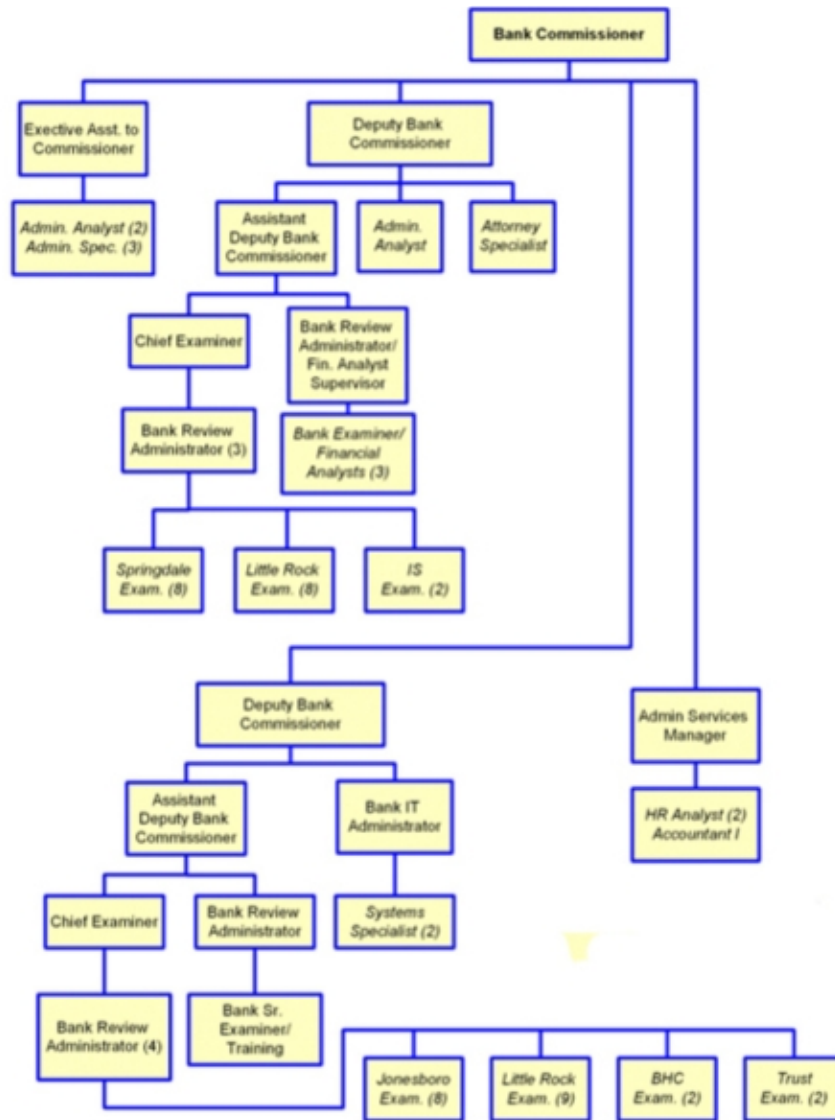 Bank Commissioner
Exective Asst. to
Commissioner
Deputy Bank
Commissioner
Admin. Analyst (2)
Admin. Spec. (3)
Assistant
Deputy Bank
Commissioner
Admin.
Analyst
Attorney
Specialist
Chief Examiner
Bank Review
Administrator/
Fin. Analyst
Supervisor
Bank Review
Administrator (3)
Bank Examiner/
Financial
Analysts (3)
Springdale
Exam. (8)
Little Rock
Exam. (8)
IS
Exam. (2)
Deputy Bank
Commissioner
Admin Services
Manager
Assistant
Deputy Bank
Commissioner
Bank IT
Administrator
HR Analyst (2)
Accountant I
Chief Examiner
Bank Review
Administrator
Systems
Specialist (2)
Bank Review
Administrator (4)
Bank Sr.
Examiner/
Training
Jonesboro
Exam. (8)
Little Rock
Exam. (9)
BHC
Exam. (2)
Trust
Exam. (2)